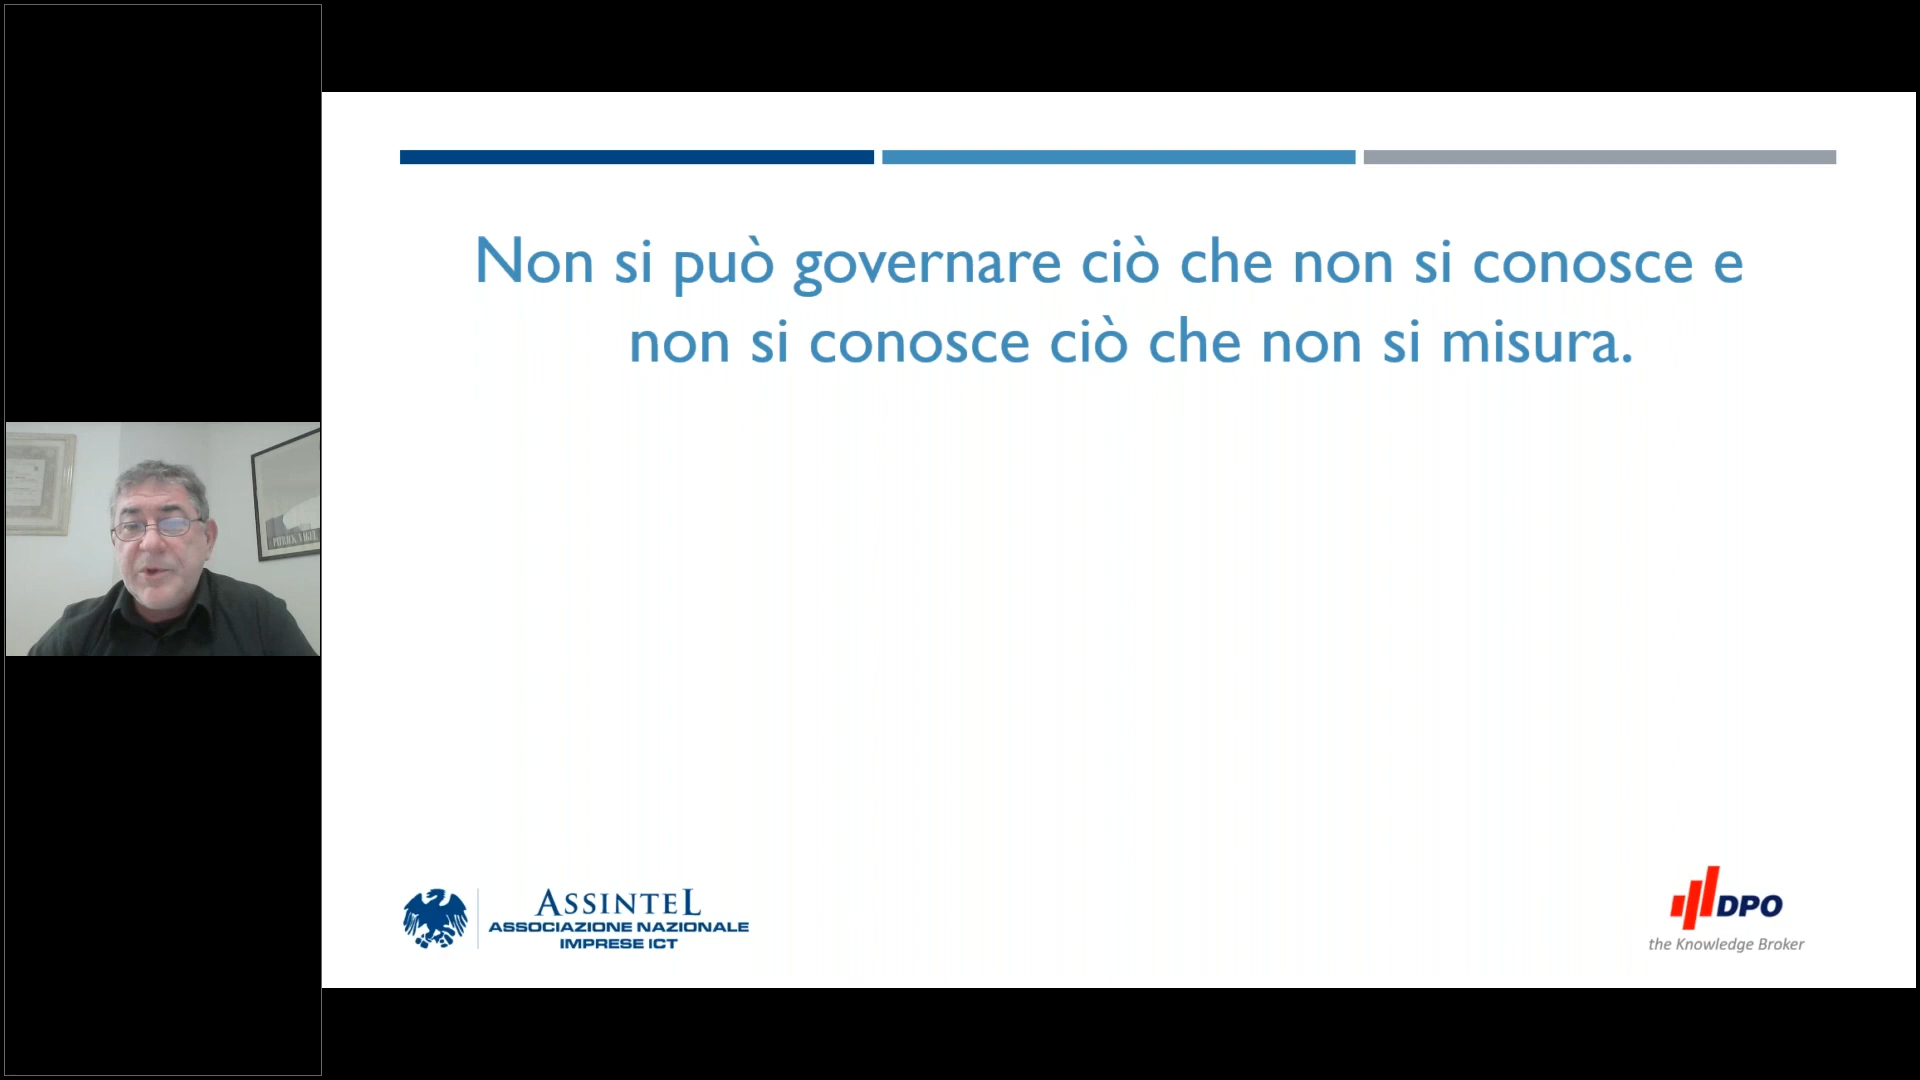 Non si può governare ciò che non si conosce e
non si conosce ciò che non si misura.
ASSINTEL
ASSOCIAZIONE NAZIONALE
IMPRESE ICT
DPO
the Knowledge Broker